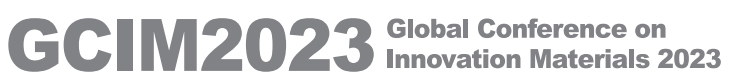 GCIM2023
Global Conference on
Innovation Materials 2023